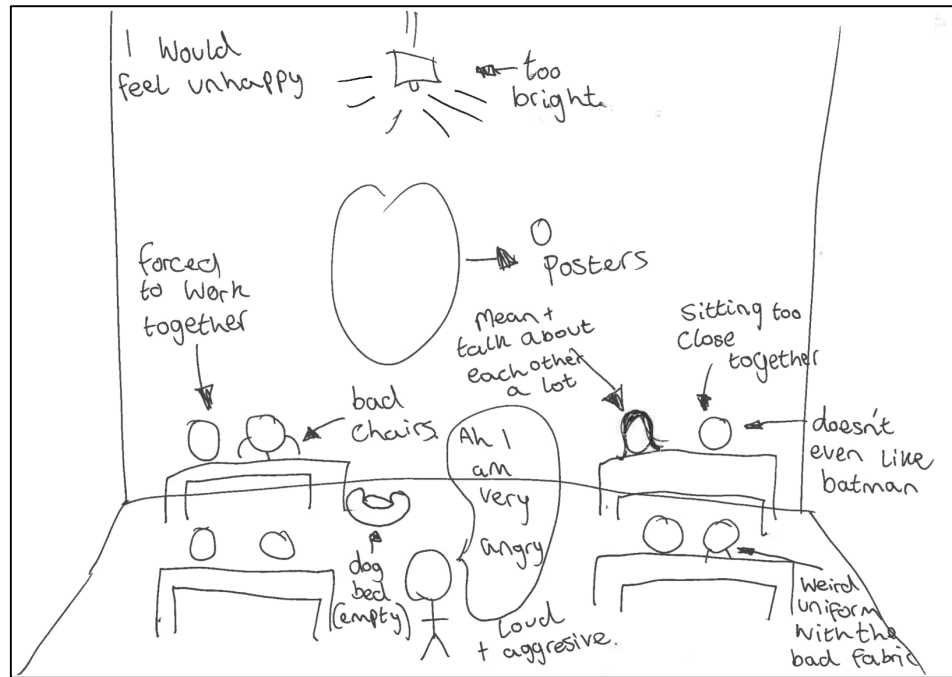 I Would
feel unhappy
too
bright.
posters
forced
to work
together
Mean +
talk about
each other
a lot
Sitting too
close
together
bad
chairs.
doesn't
even like
batman
Ah I
am
very
angry
dog
bed
(empty)
Loud
+ aggresive.
Weird
uniform
with the
bad fabric